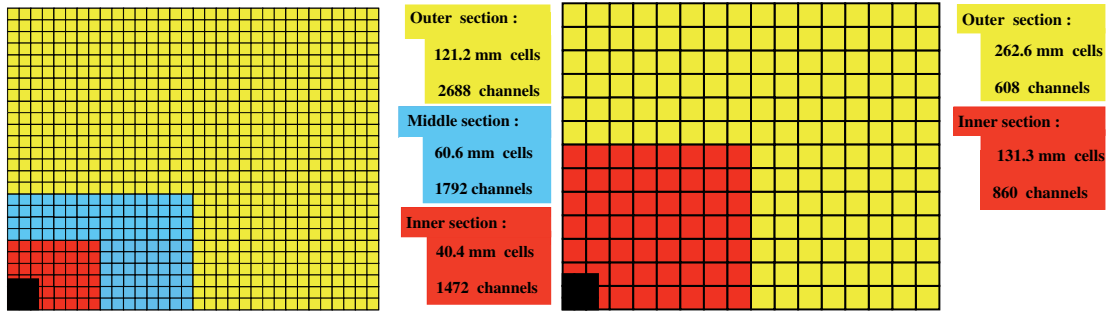 Outer section :
121.2 mm cells
2688 channels
Middle section :
60.6 mm cells
1792 channels
Inner section :
40.4 mm cells
1472 channels
Outer section :
262.6 mm cells
608 channels
Inner section :
131.3 mm cells
860 channels